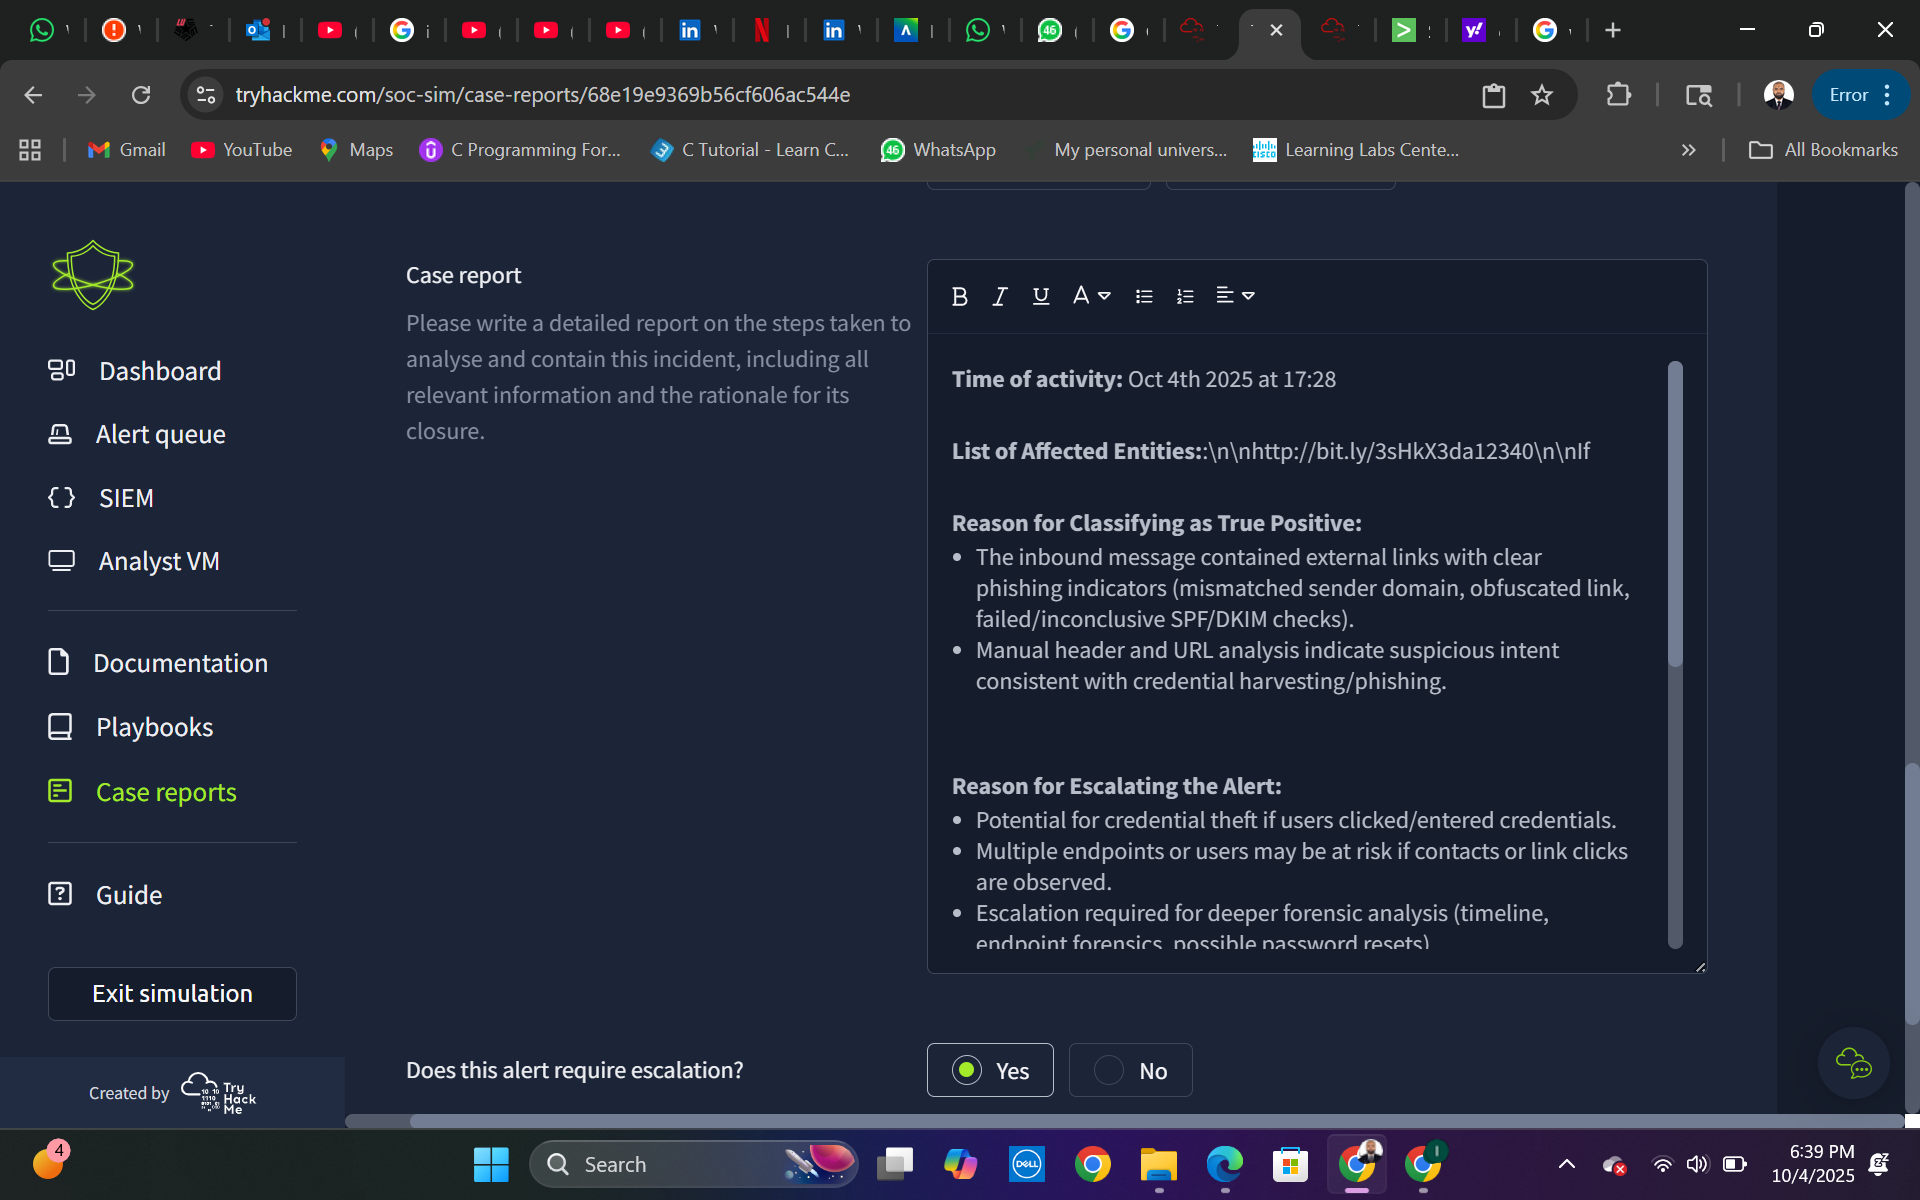 46
tryhackme.com/soc-sim/case-reports/68e19e9369b56cf606ac544e
Error
Gmail
YouTube
Maps
C Programming For...
C Tutorial - Learn C...
46
WhatsApp
My personal univers...
Learning Labs Cente...
All Bookmarks
Dashboard
Alert queue
SIEM
Analyst VM
Documentation
Playbooks
Case reports
Guide
Exit simulation
Created by
Try
Hack
Me
Case report
Please write a detailed report on the steps taken to
analyse and contain this incident, including all
relevant information and the rationale for its
closure.
Time of activity: Oct 4th 2025 at 17:28
List of Affected Entities::\n\nhttp://bit.ly/3sHkX3da12340\n\nIf
Reason for Classifying as True Positive:
• The inbound message contained external links with clear
phishing indicators (mismatched sender domain, obfuscated link,
failed/inconclusive SPF/DKIM checks).
• Manual header and URL analysis indicate suspicious intent
consistent with credential harvesting/phishing.
Reason for Escalating the Alert:
• Potential for credential theft if users clicked/entered credentials.
• Multiple endpoints or users may be at risk if contacts or link clicks
are observed.
• Escalation required for deeper forensic analysis (timeline,
endpoint forensics, possible password resets)
Does this alert require escalation?
Yes
No
4
Search
DELL
6:39 PM
10/4/2025